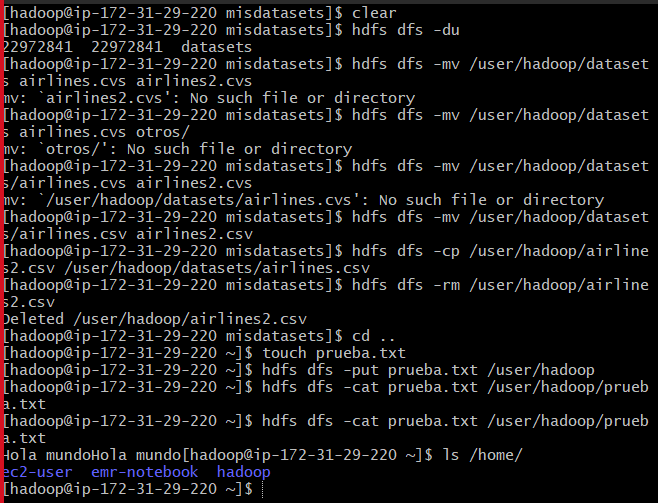 [hadoop@ip-172-31-29-220 misdatasets]$ clear
[hadoop@ip-172-31-29-220 misdatasets]$ hdfs dfs -du
22972841  22972841  datasets
[hadoop@ip-172-31-29-220 misdatasets]$ hdfs dfs -mv /user/hadoop/dataset
s airlines.cvs airlines2.cvs
mv: `airlines2.cvs': No such file or directory
[hadoop@ip-172-31-29-220 misdatasets]$ hdfs dfs -mv /user/hadoop/dataset
s airlines.cvs otros/
mv: `otros/': No such file or directory
[hadoop@ip-172-31-29-220 misdatasets]$ hdfs dfs -mv /user/hadoop/dataset
s/airlines.cvs airlines2.csv
mv: `/user/hadoop/datasets/airlines.cvs': No such file or directory
[hadoop@ip-172-31-29-220 misdatasets]$ hdfs dfs -mv /user/hadoop/dataset
s/airlines.csv airlines2.csv
[hadoop@ip-172-31-29-220 misdatasets]$ hdfs dfs -cp /user/hadoop/airline
s2.csv /user/hadoop/datasets/airlines.csv
[hadoop@ip-172-31-29-220 misdatasets]$ hdfs dfs -rm /user/hadoop/airline
s2.csv
Deleted /user/hadoop/airlines2.csv
[hadoop@ip-172-31-29-220 misdatasets]$ cd ..
[hadoop@ip-172-31-29-220 ~]$ touch prueba.txt
[hadoop@ip-172-31-29-220 ~]$ hdfs dfs -put prueba.txt /user/hadoop
[hadoop@ip-172-31-29-220 ~]$ hdfs dfs -cat prueba.txt /user/hadoop/prueb
a.txt
[hadoop@ip-172-31-29-220 ~]$ hdfs dfs -cat prueba.txt /user/hadoop/prueb
a.txt
Hola mundoHola mundo[hadoop@ip-172-31-29-220 ~]$ ls /home/
ec2-user  emr-notebook  hadoop
[hadoop@ip-172-31-29-220 ~]$